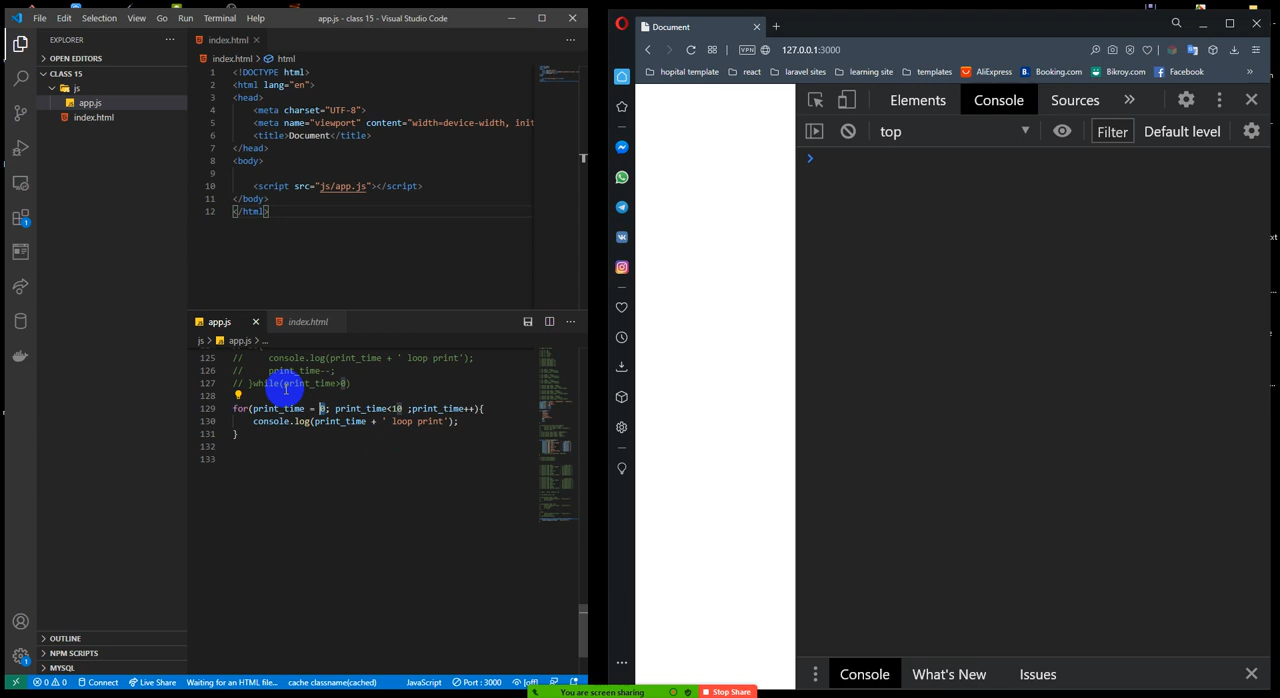 File Edit Selection View Go Run Terminal Help app.js - class 15 - Visual Studio Code
EXPLORER
OPEN EDITORS
CLASS 15
js
app.js
index.html
OUTLINE
NPM SCRIPTS
MYSQL
index.html
index.html > html
1 <!DOCTYPE html>
2 <html lang="en">
3 <head>
4 <meta charset="UTF-8">
5 <meta name="viewport" content="width=device-width, init
6 <title>Document</title>
7 </head>
8 <body>
9
10 <script src="js/app.js"></script>
11 </body>
12 </html>
app.js index.html
js > app.js > ...
125 // console.log(print_time + ' loop print');
126 // print_time--;
127 // }while(print_time>0)
128
129 for(print_time = 0; print_time<10 ;print_time++){
130 console.log(print_time + ' loop print');
131 }
132
133
0 0 Connect Live Share Waiting for an HTML file... cache classname(cached) JavaScript Port : 3000 [off]
1
1
Document
VPN 127.0.0.1:3000
hopital template react laravel sites learning site templates AliExpress B. Booking.com Bikroy.com Facebook »
Elements Console Sources »
top Filter Default level
Console What's New Issues
You are screen sharing Stop Share